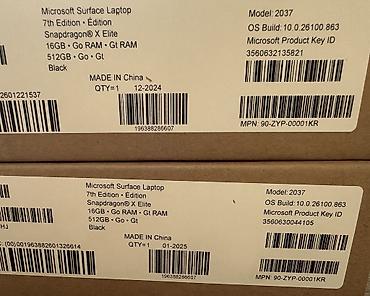 Microsoft Surface Laptop
7th Edition • Édition
Snapdragon® X Elite
16GB • Go RAM • Gt RAM
512GB • Go • Gt
Black
Model: 2037
OS Build: 10.0.26100.863
Microsoft Product Key ID
3560632135821
MADE IN China
QTY=1 12-2024
2601221537
196388286607
MPN: 90-ZYP-00001KR
Microsoft Surface Laptop
7th Edition • Édition
Snapdragon® X Elite
16GB • Go RAM • Gt RAM
512GB • Go • Gt
Black
Model: 2037
OS Build: 10.0.26100.863
Microsoft Product Key ID
3560630044105
HJ
MADE IN China
QTY=1 01-2025
(00)001963882601326614
196388286607
MPN: 90-ZYP-00001KR